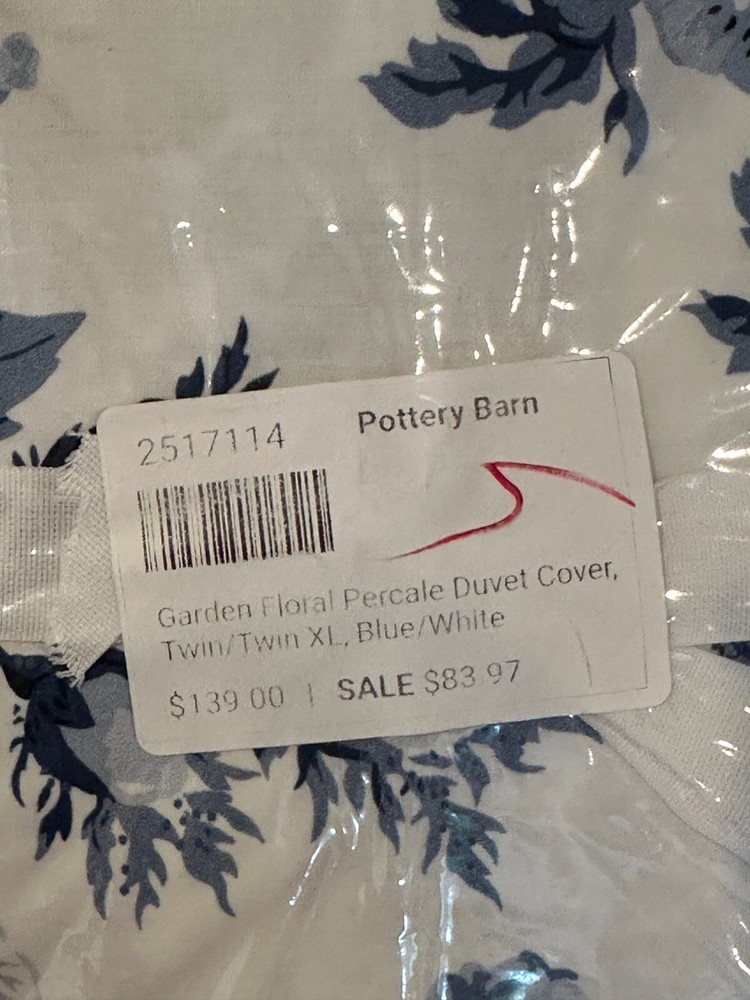 2517114
Pottery Barn
Garden Floral Percale Duvet Cover,
Twin/Twin XL, Blue/White
$139.00 | SALE $83.97